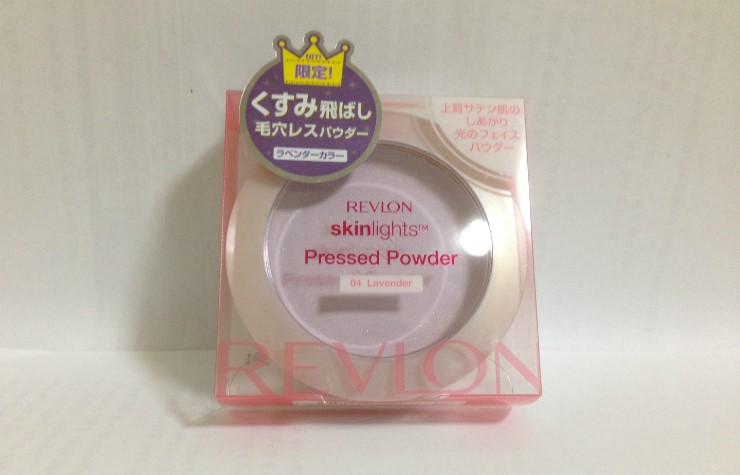 HIT!
限定!
くすみ飛ばし
毛穴レスパウダー
ラベンダーカラー
上質サテン肌の
しあがり
光のフェイス
パウダー
REVLON
skinlights™
Pressed Powder
04 Lavender
REVLON